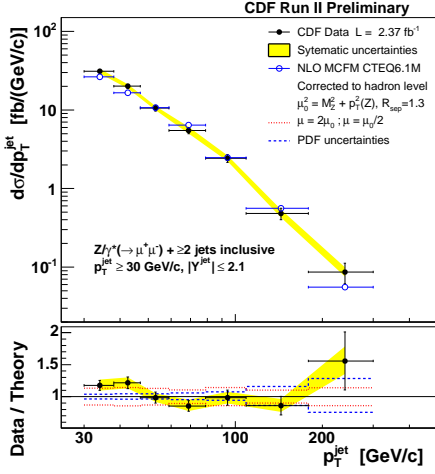 CDF Run II Preliminary
CDF Data L = 2.37 fb⁻¹
Sytematic uncertainties
NLO MCFM CTEQ6.1M
Corrected to hadron level
μ₀² = M_Z² + p_T²(Z), R_sep=1.3
μ = 2μ₀ ; μ = μ₀/2
PDF uncertainties
dσ/dp_T^jet [fb/(GeV/c)]
10²
10
1
10⁻¹
Z/γ*(→ μ⁺μ⁻) + ≥2 jets inclusive
p_T^jet ≥ 30 GeV/c, |Y^jet| ≤ 2.1
Data / Theory
2
1.5
1
0.5
30
100
200
p_T^jet [GeV/c]